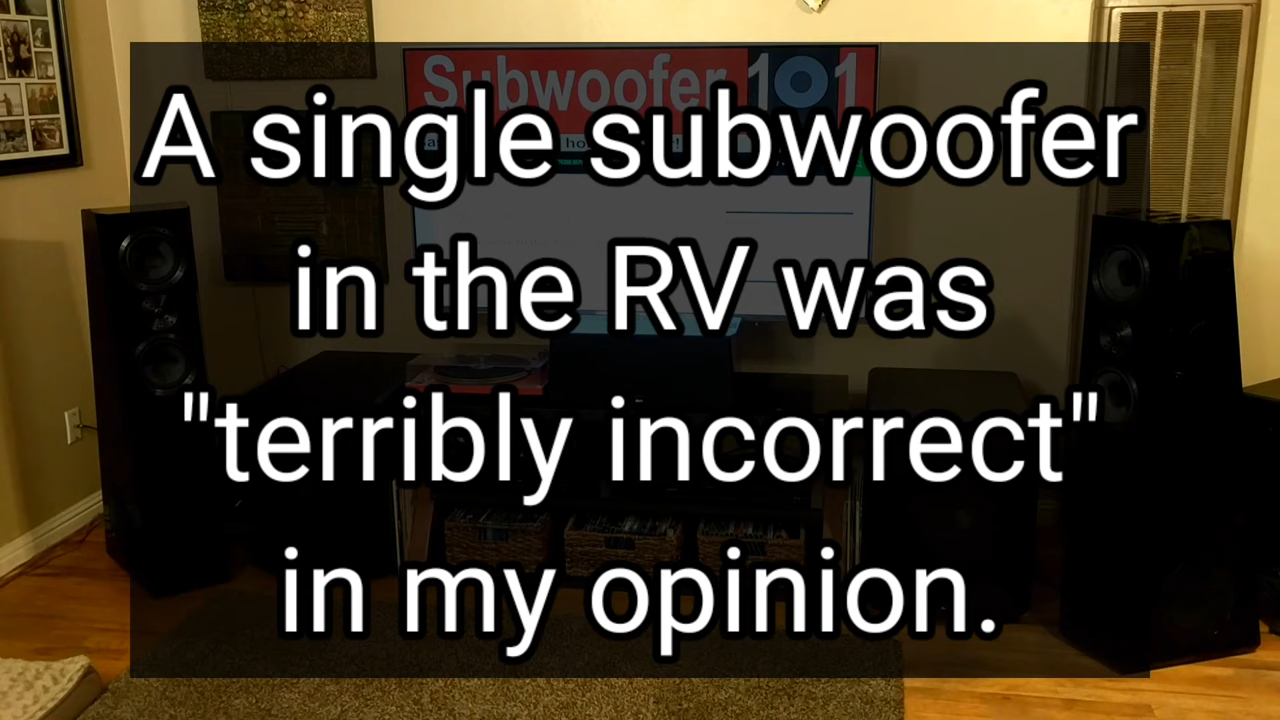 Subwoofer 101
A single subwoofer
in the RV was
"terribly incorrect"
in my opinion.